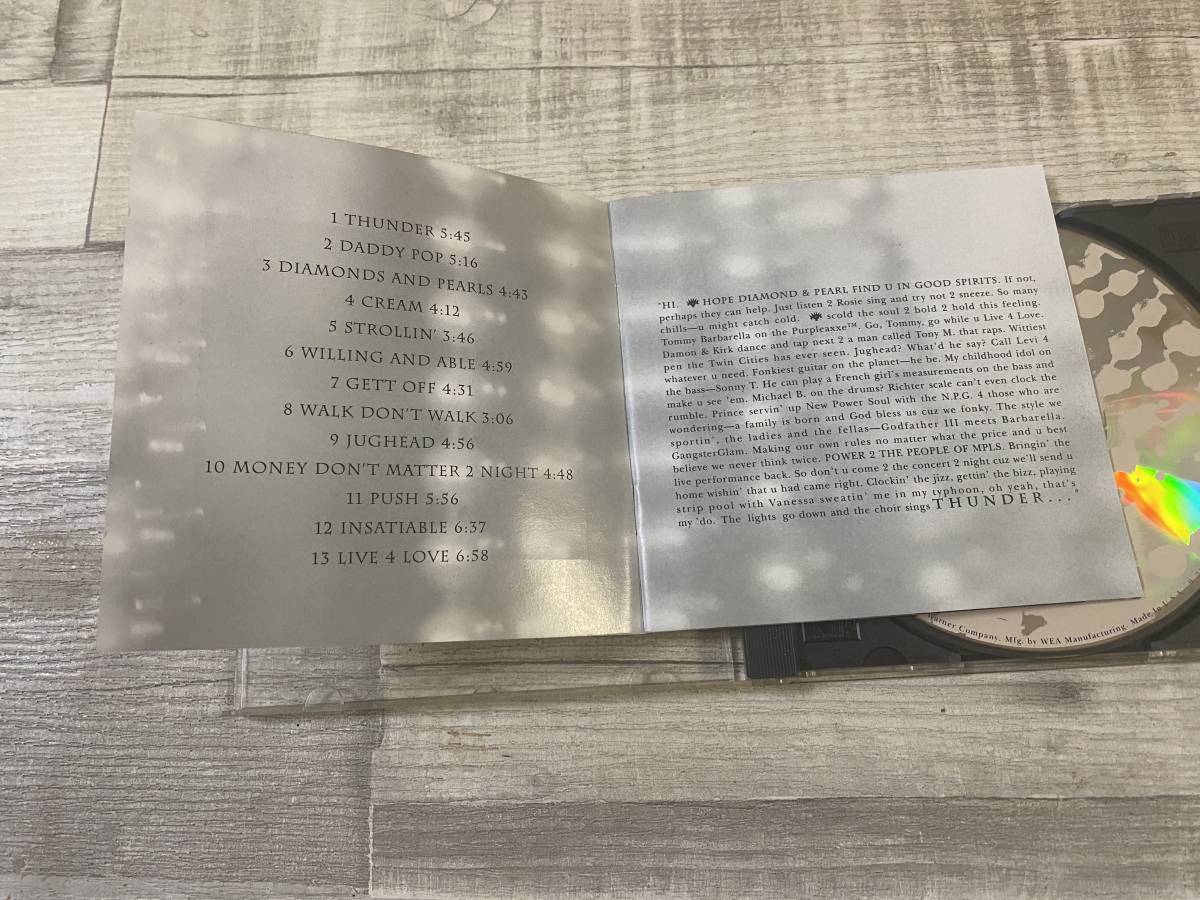 1 THUNDER 5:45
2 DADDY POP 5:16
3 DIAMONDS AND PEARLS 4:43
4 CREAM 4:12
5 STROLLIN' 3:46
6 WILLING AND ABLE 4:59
7 GETT OFF 4:31
8 WALK DON'T WALK 3:06
9 JUGHEAD 4:56
10 MONEY DON'T MATTER 2 NIGHT 4:48
11 PUSH 5:56
12 INSATIABLE 6:37
13 LIVE 4 LOVE 6:58
"HI. HOPE DIAMOND & PEARL FIND U IN GOOD SPIRITS. If not,
perhaps they can help. Just listen 2 Rosie sing and try not 2 sneeze. So many
chills—u might catch cold. scold the soul 2 bold 2 hold this feeling.
Tommy Barbarella on the Purpleaxxe™. Go, Tommy, go while u Live 4 Love.
Damon & Kirk dance and tap next 2 a man called Tony M. that raps. Wittiest
pen the Twin Cities has ever seen. Jughead? What'd he say? Call Levi 4
whatever u need. Fonkiest guitar on the planet—he be. My childhood idol on
the bass—Sonny T. He can play a French girl's measurements on the bass and
make u see 'em. Michael B. on the drums? Richter scale can't even clock the
rumble. Prince servin' up New Power Soul with the N.P.G. 4 those who are
wondering—a family is born and God bless us cuz we fonky. The style we
sportin', the ladies and the fellas—Godfather III meets Barbarella.
GangsterGlam. Making our own rules no matter what the price and u best
believe we never think twice. POWER 2 THE PEOPLE OF MPLS. Bringin' the
live performance back. So don't u come 2 the concert 2 night cuz we'll send u
home wishin' that u had came right. Clockin' the jizz, gettin' the bizz, playing
strip pool with Vanessa sweatin' me in my typhoon, oh yeah, that's
my 'do. The lights go down and the choir sings THUNDER..."
Warner Company. Mfg. by WEA Manufacturing. Made in